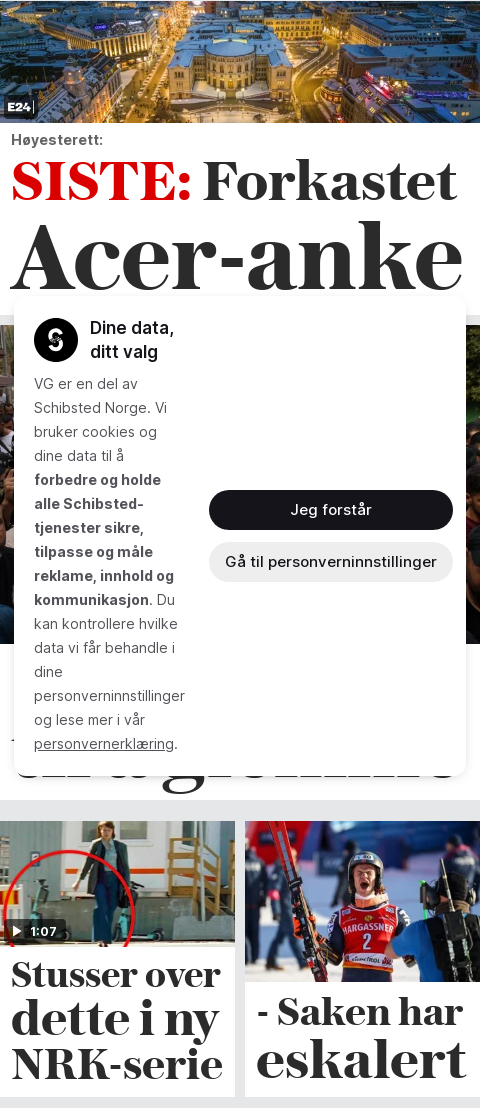 E24
Høyesterett:
SISTE: Forkastet
Acer-anke
Dine data,
ditt valg
VG er en del av
Schibsted Norge. Vi
bruker cookies og
dine data til å
forbedre og holde
alle Schibsted-
tjenester sikre,
tilpasse og måle
reklame, innhold og
kommunikasjon. Du
kan kontrollere hvilke
data vi får behandle i
dine
personverninnstillinger
og lese mer i vår
personvernerklæring.
Jeg forstår
Gå til personverninnstillinger
1:07
Stusser over
dette i ny
NRK-serie
HARGASSNER
2
- Saken har
eskalert